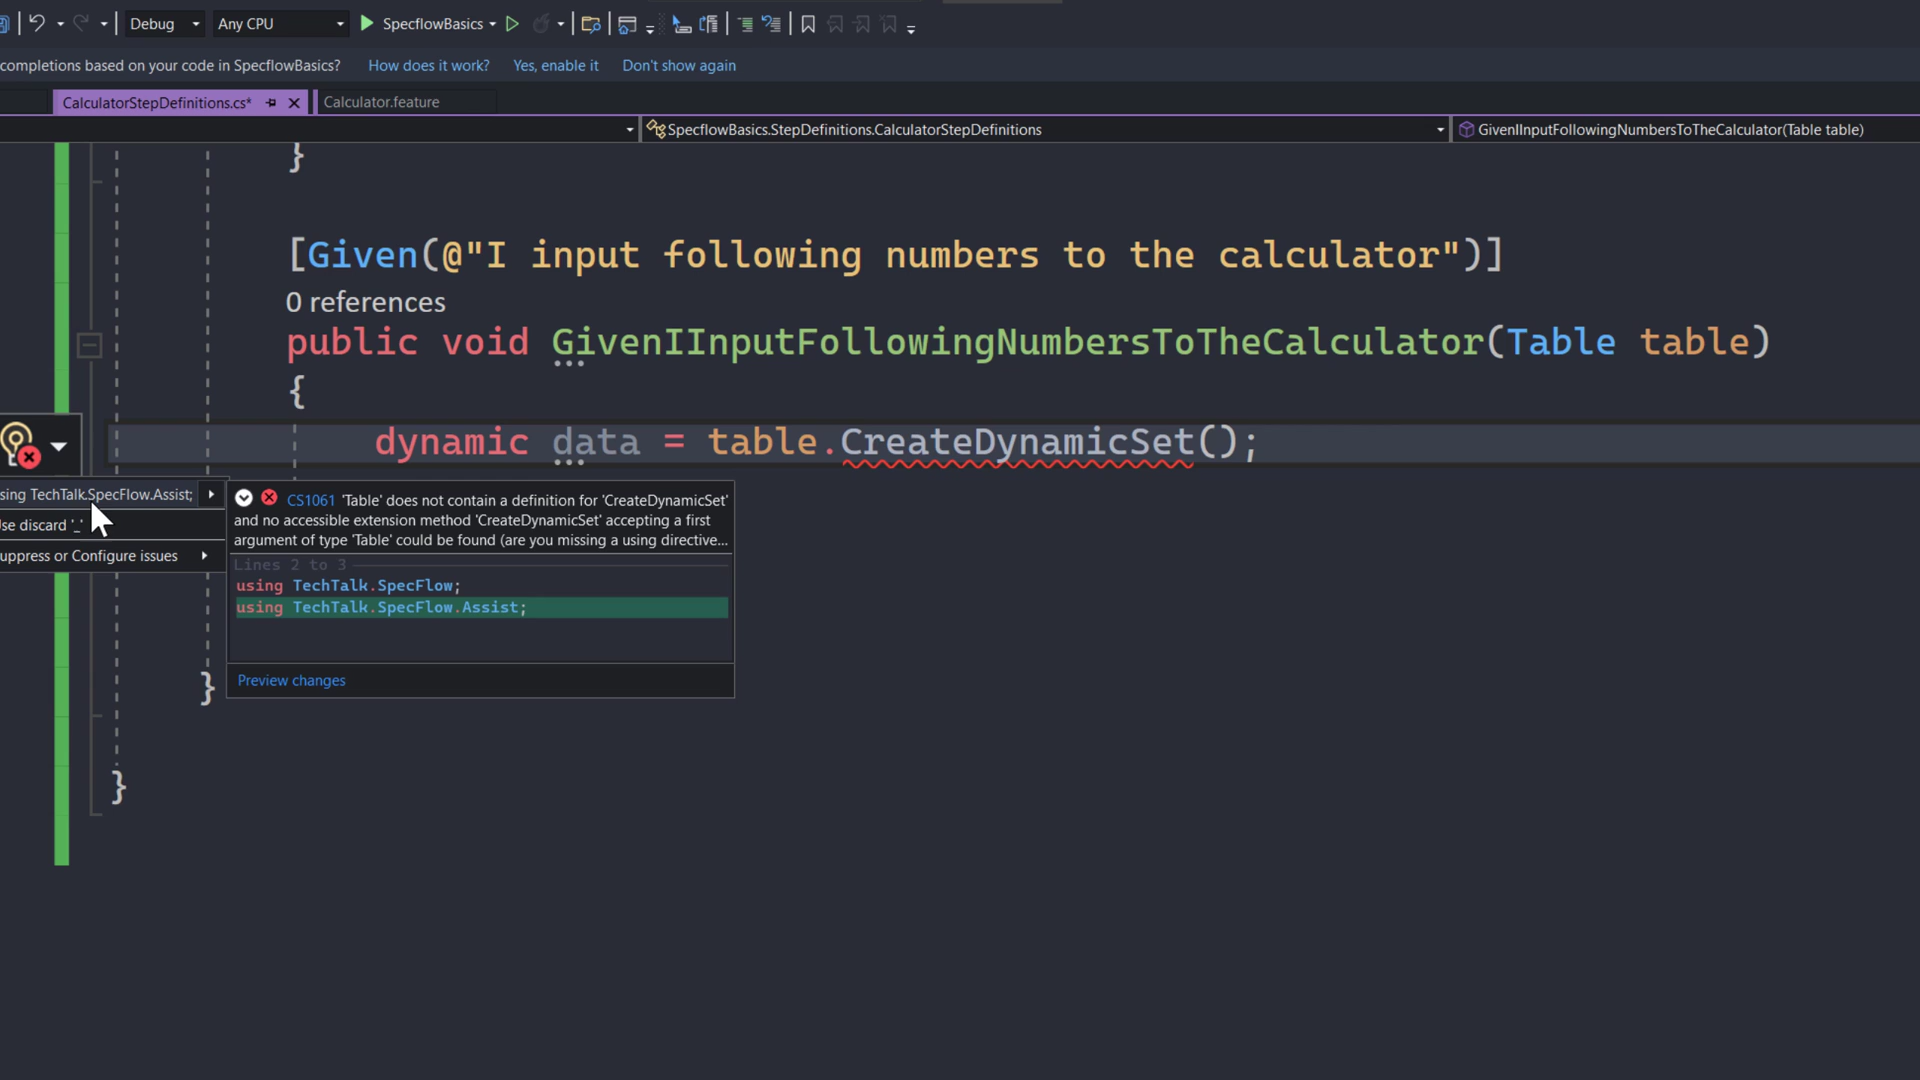 Debug
Any CPU
SpecflowBasics
completions based on your code in SpecflowBasics?
How does it work?
Yes, enable it
Don't show again
CalculatorStepDefinitions.cs*
Calculator.feature
SpecflowBasics.StepDefinitions.CalculatorStepDefinitions
GivenIInputFollowingNumbersToTheCalculator(Table table)
}
[Given(@"I input following numbers to the calculator")]
0 references
public void GivenIInputFollowingNumbersToTheCalculator(Table table)
{
dynamic data = table.CreateDynamicSet();
sing TechTalk.SpecFlow.Assist;
se discard '_'
uppress or Configure issues
CS1061 'Table' does not contain a definition for 'CreateDynamicSet'
and no accessible extension method 'CreateDynamicSet' accepting a first
argument of type 'Table' could be found (are you missing a using directive...
Lines 2 to 3
using TechTalk.SpecFlow;
using TechTalk.SpecFlow.Assist;
Preview changes
}
}